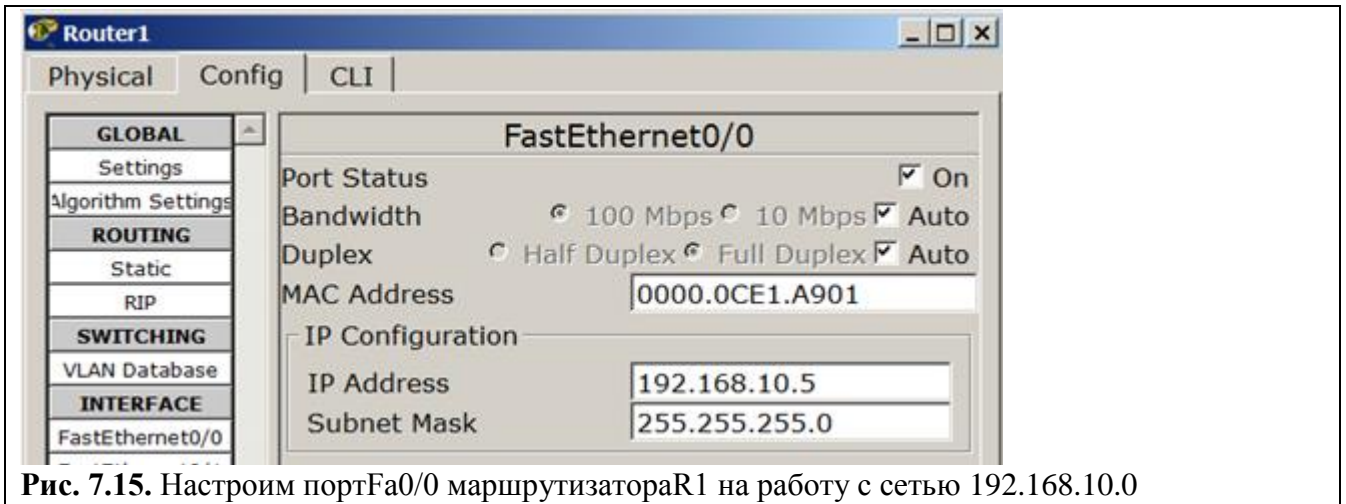 Router1
Physical Config CLI
GLOBAL
Settings
Algorithm Settings
ROUTING
Static
RIP
SWITCHING
VLAN Database
INTERFACE
FastEthernet0/0
FastEthernet0/0
Port Status On
Bandwidth 100 Mbps 10 Mbps Auto
Duplex Half Duplex Full Duplex Auto
MAC Address 0000.0CE1.A901
IP Configuration
IP Address 192.168.10.5
Subnet Mask 255.255.255.0
Рис. 7.15. Настроим портFa0/0 маршрутизатораR1 на работу с сетью 192.168.10.0